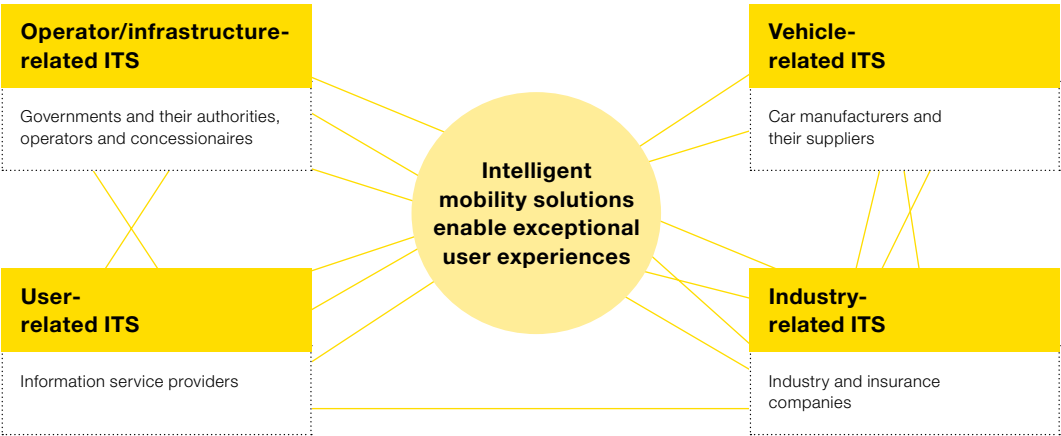 Operator/infrastructure-
related ITS
Governments and their authorities,
operators and concessionaires
Vehicle-
related ITS
Car manufacturers and
their suppliers
Intelligent
mobility solutions
enable exceptional
user experiences
User-
related ITS
Information service providers
Industry-
related ITS
Industry and insurance
companies